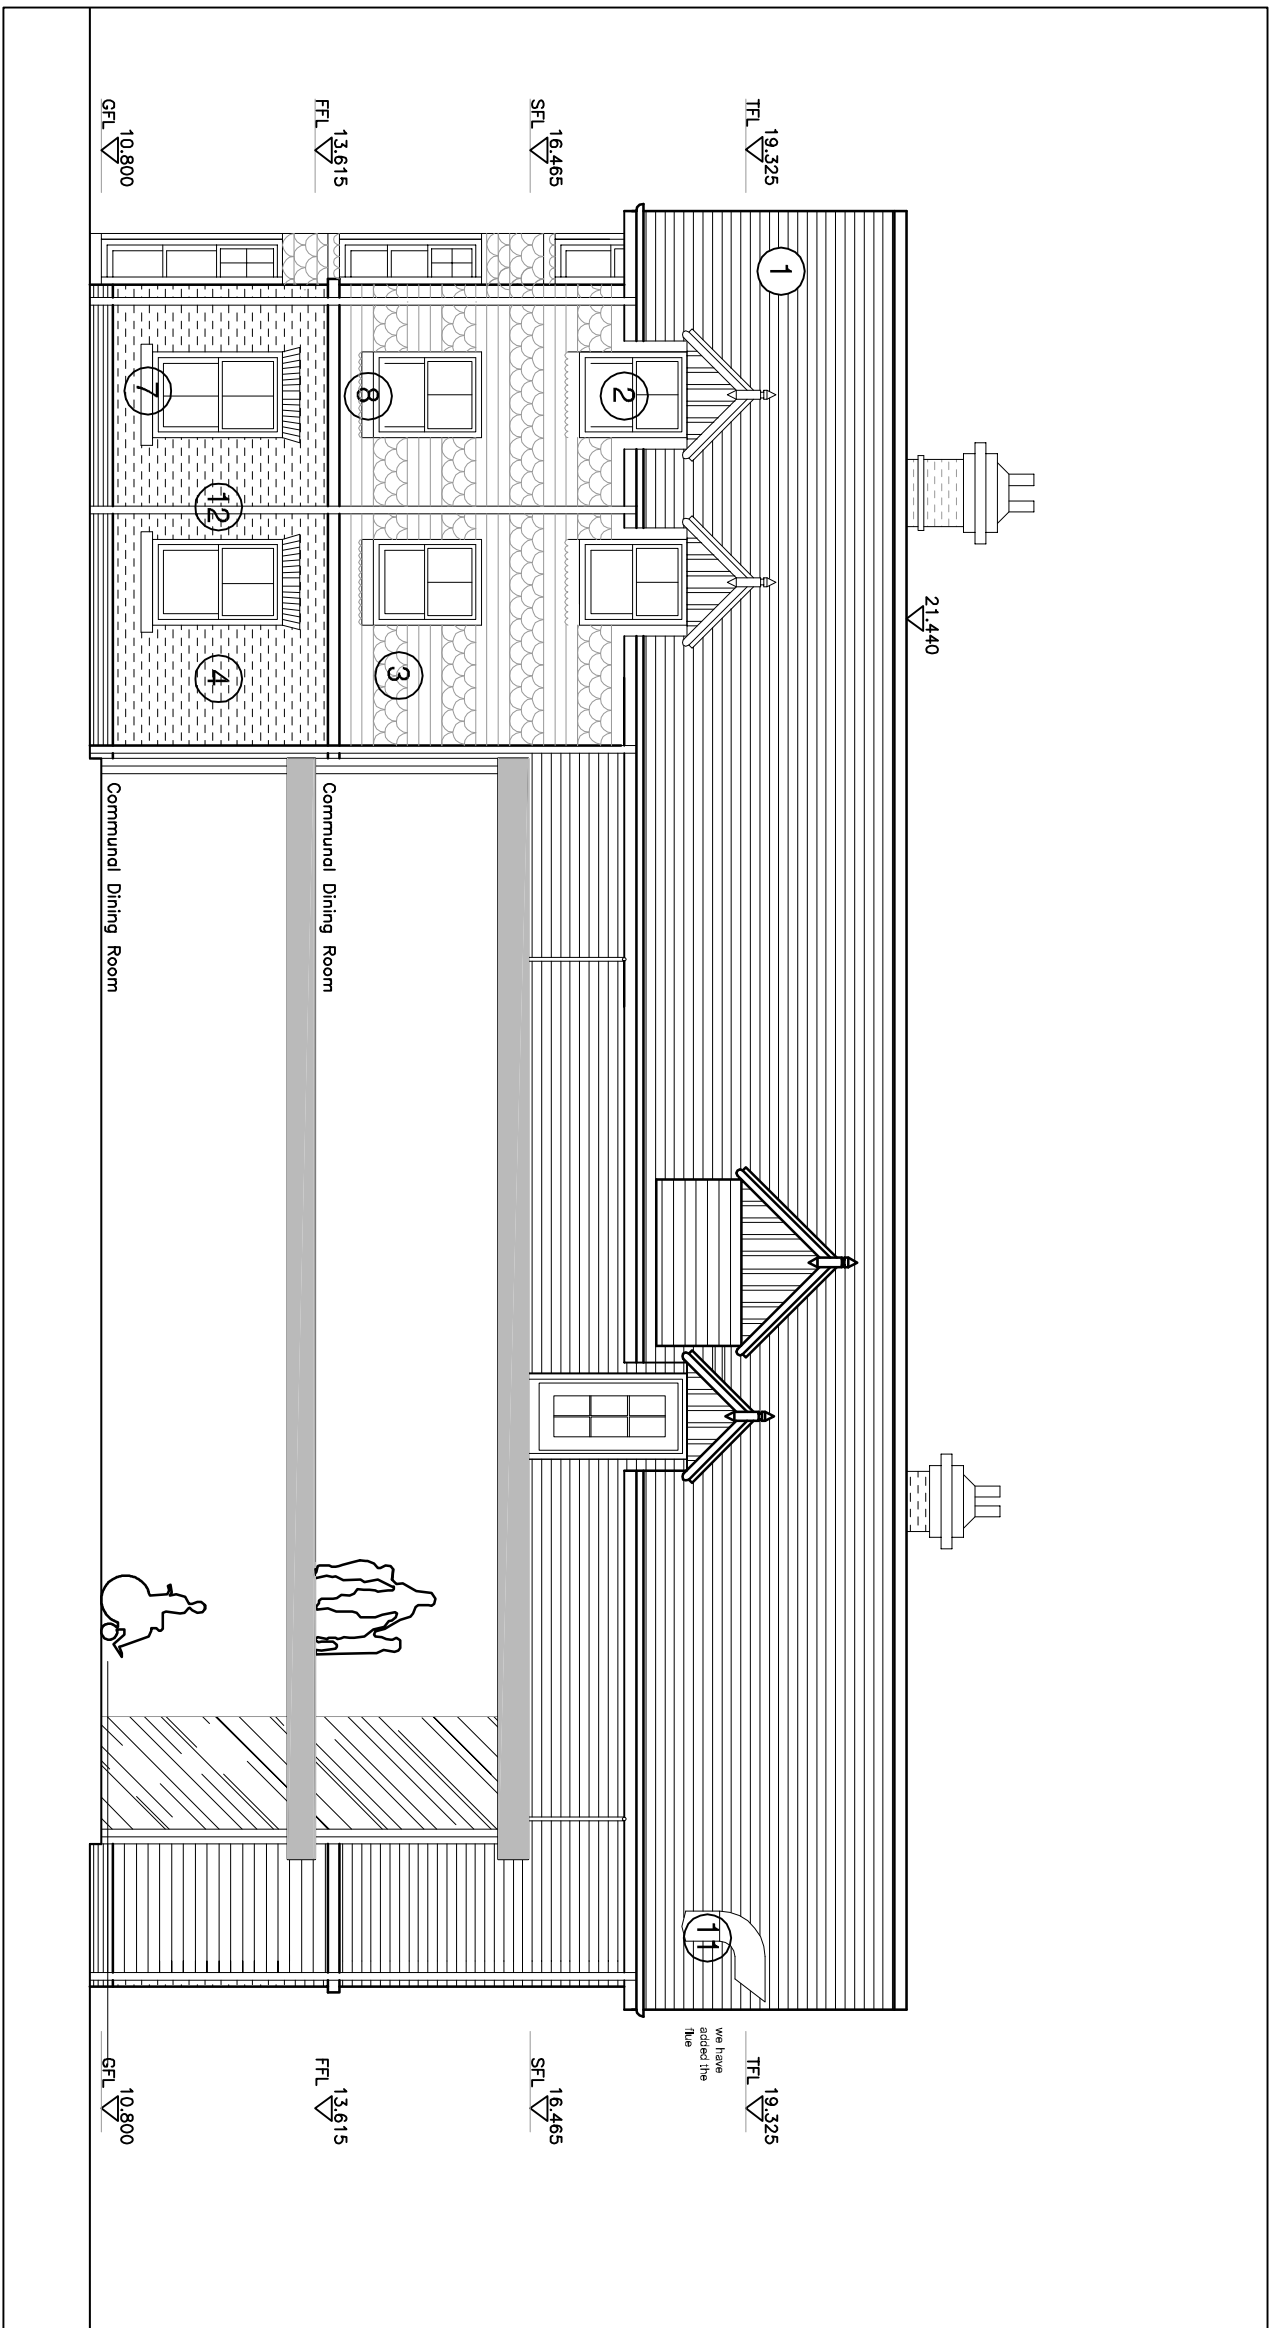 21.440
1
TFL 19.325
TFL 19.325
11
we have
added the
flue
2
SFL 16.465
SFL 16.465
8
3
FFL 13.615
Communal Dining Room
FFL 13.615
7
12
4
GFL 10.800
Communal Dining Room
GFL 10.800